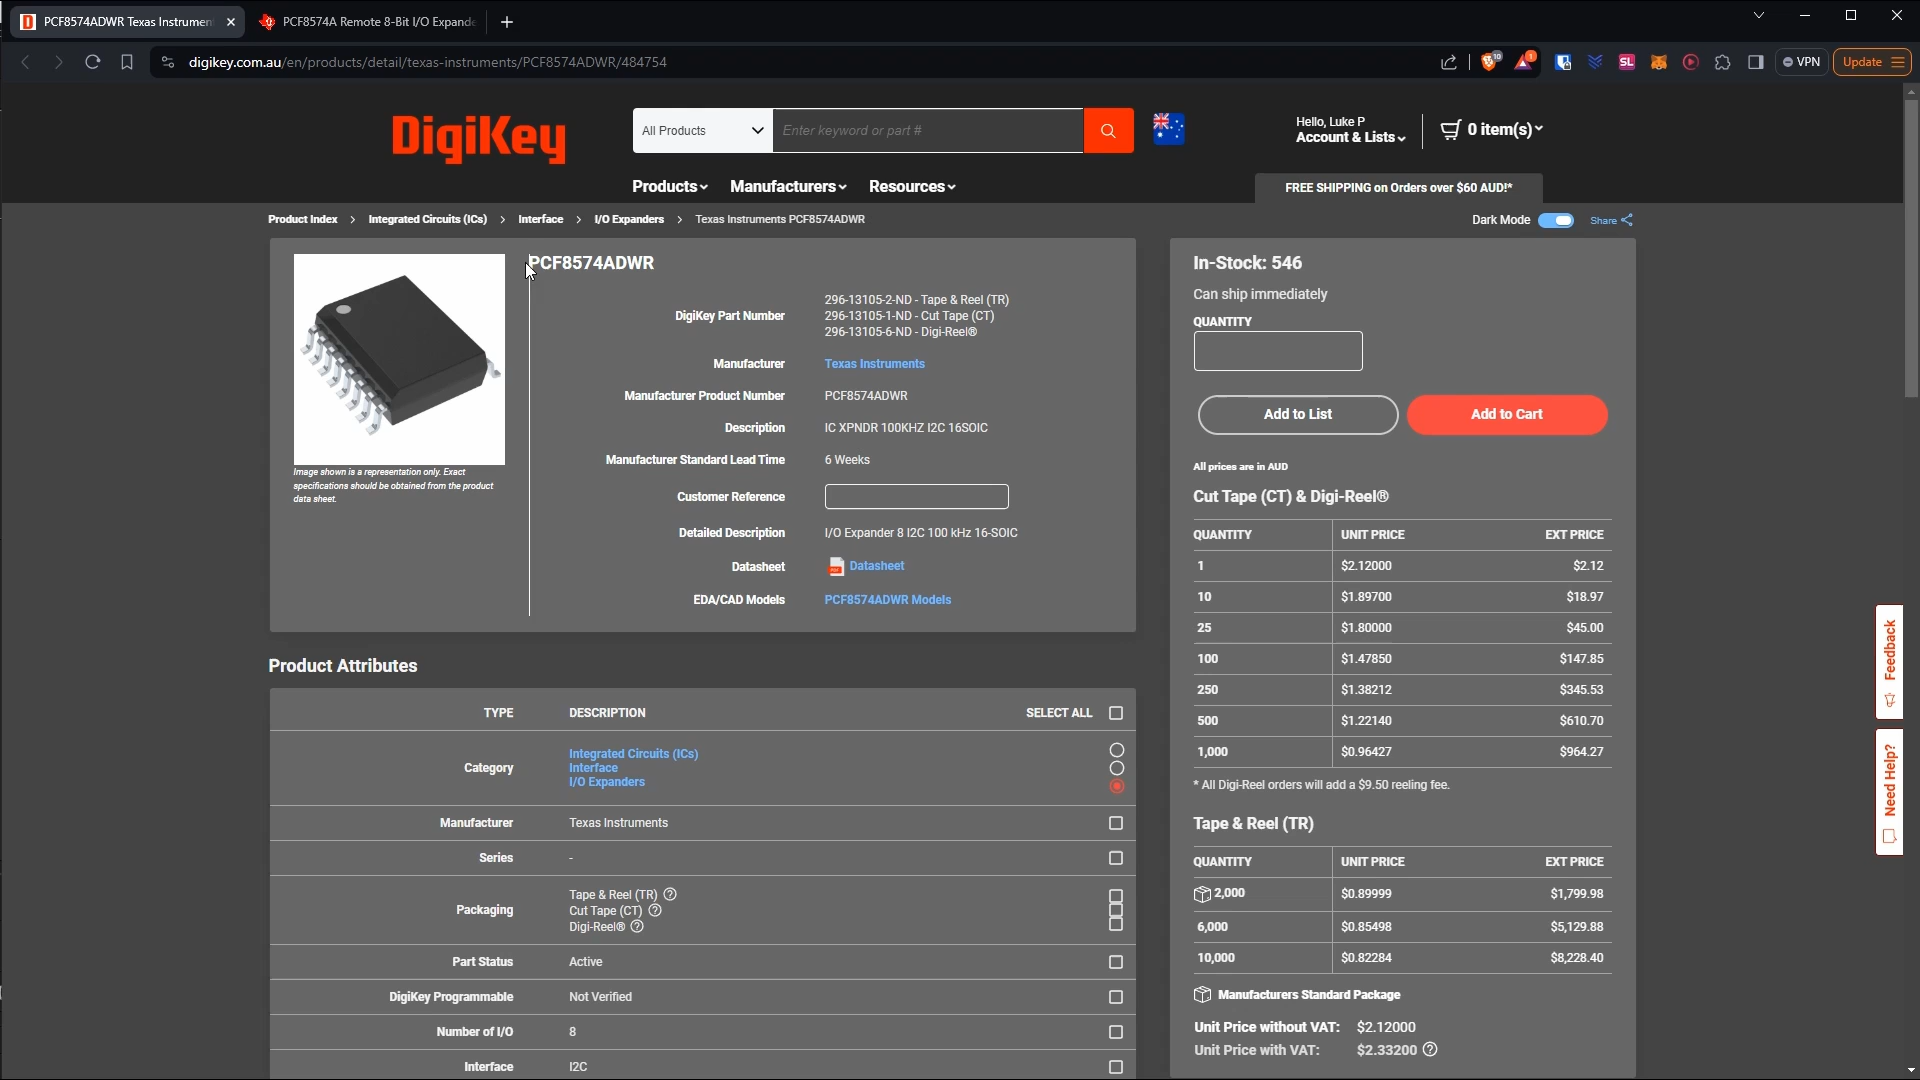 PCF8574ADWR Texas Instrumen
PCF8574A Remote 8-Bit I/O Expande
digikey.com.au/en/products/detail/texas-instruments/PCF8574ADWR/484754
10
1
SL
VPN
Update
DigiKey
All Products
Enter keyword or part #
Hello, Luke P
Account & Lists
0 item(s)
Products
Manufacturers
Resources
FREE SHIPPING on Orders over $60 AUD!*
Product Index > Integrated Circuits (ICs) > Interface > I/O Expanders > Texas Instruments PCF8574ADWR
Dark Mode
Share
Image shown is a representation only. Exact
specifications should be obtained from the product
data sheet.
PCF8574ADWR
DigiKey Part Number
296-13105-2-ND - Tape & Reel (TR)
296-13105-1-ND - Cut Tape (CT)
296-13105-6-ND - Digi-Reel®
Manufacturer Texas Instruments
Manufacturer Product Number PCF8574ADWR
Description IC XPNDR 100KHZ I2C 16SOIC
Manufacturer Standard Lead Time 6 Weeks
Customer Reference
Detailed Description I/O Expander 8 I2C 100 kHz 16-SOIC
Datasheet PDF Datasheet
EDA/CAD Models PCF8574ADWR Models
Product Attributes
TYPE DESCRIPTION SELECT ALL
Category
Integrated Circuits (ICs)
Interface
I/O Expanders
Manufacturer Texas Instruments
Series -
Packaging
Tape & Reel (TR) ?
Cut Tape (CT) ?
Digi-Reel® ?
Part Status Active
DigiKey Programmable Not Verified
Number of I/O 8
Interface I2C
In-Stock: 546
Can ship immediately
QUANTITY
Add to List
Add to Cart
All prices are in AUD
Cut Tape (CT) & Digi-Reel®
QUANTITY UNIT PRICE EXT PRICE
1 $2.12000 $2.12
10 $1.89700 $18.97
25 $1.80000 $45.00
100 $1.47850 $147.85
250 $1.38212 $345.53
500 $1.22140 $610.70
1,000 $0.96427 $964.27
* All Digi-Reel orders will add a $9.50 reeling fee.
Tape & Reel (TR)
QUANTITY UNIT PRICE EXT PRICE
2,000 $0.89999 $1,799.98
6,000 $0.85498 $5,129.88
10,000 $0.82284 $8,228.40
Manufacturers Standard Package
Unit Price without VAT: $2.12000
Unit Price with VAT: $2.33200 ?
Feedback
Need Help?